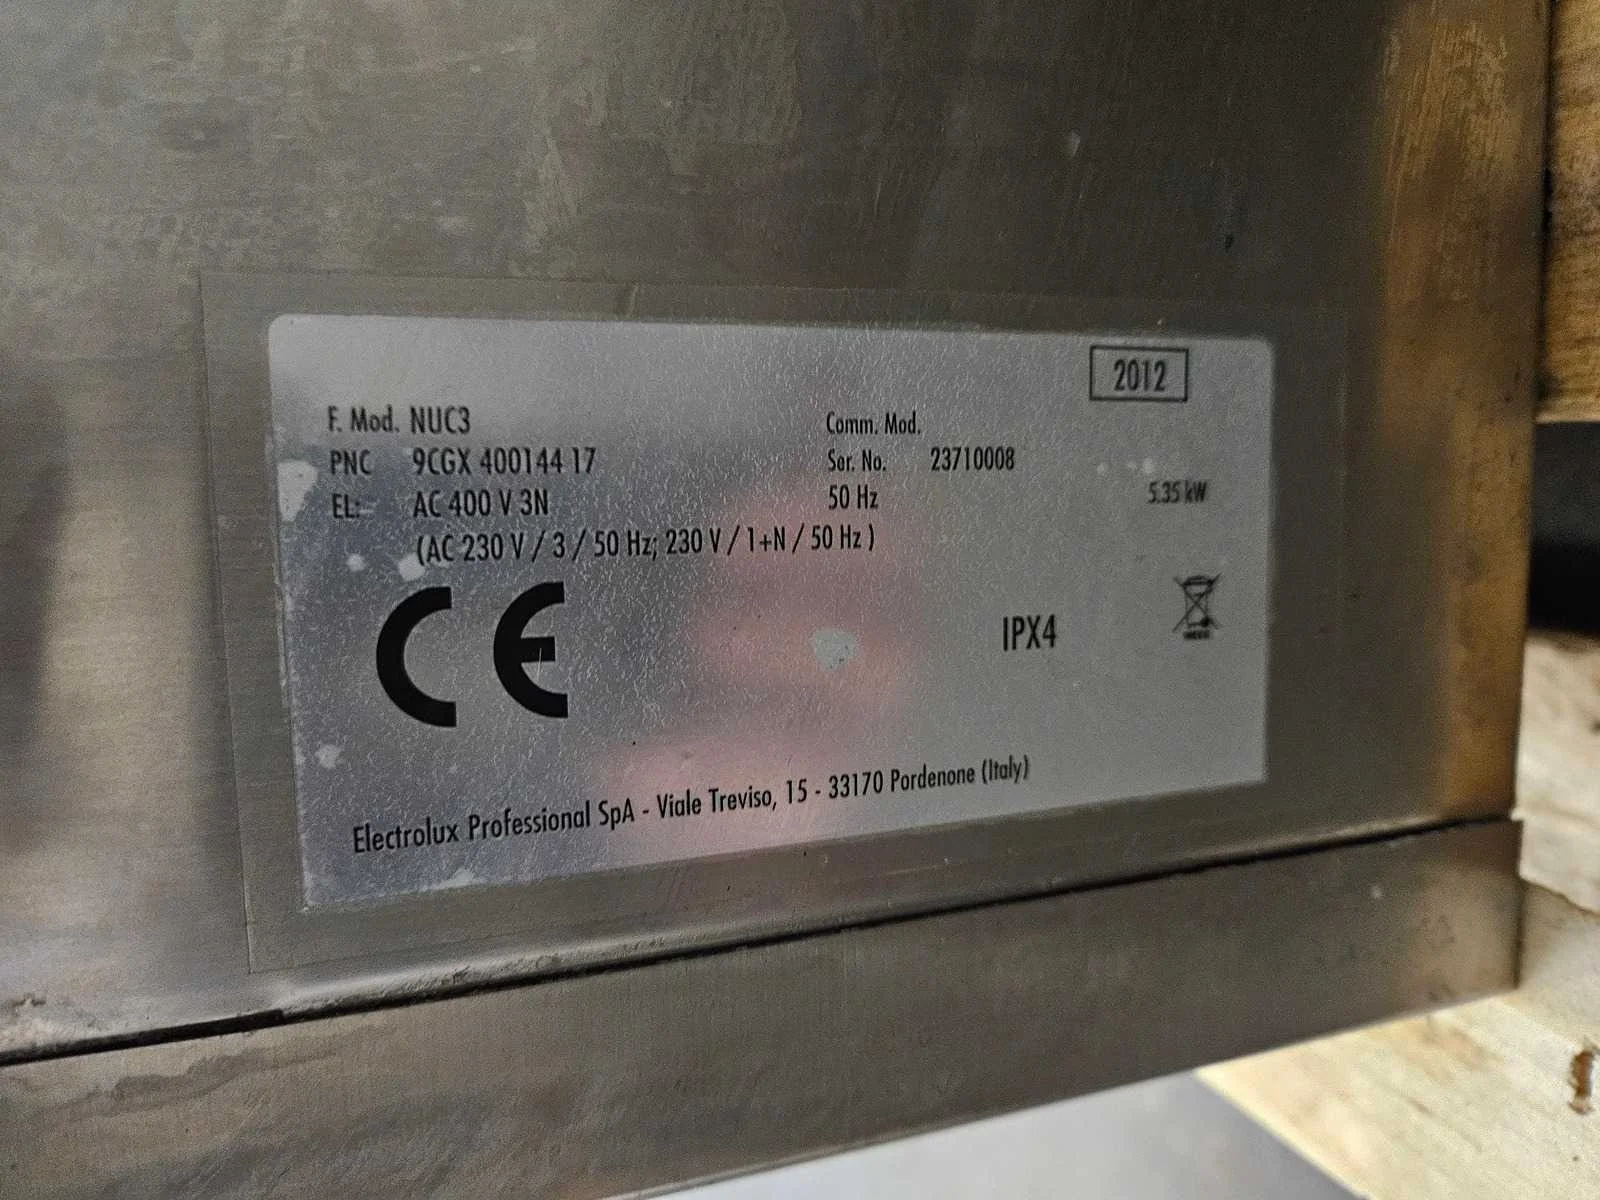 2012
F. Mod. NUC3 Comm. Mod.
PNC 9CGX 400144 17 Ser. No. 23710008
EL: AC 400 V 3N 50 Hz 5.35 kW
(AC 230 V / 3 / 50 Hz; 230 V / 1+N / 50 Hz )
CE IPX4
Electrolux Professional SpA - Viale Treviso, 15 - 33170 Pordenone (Italy)